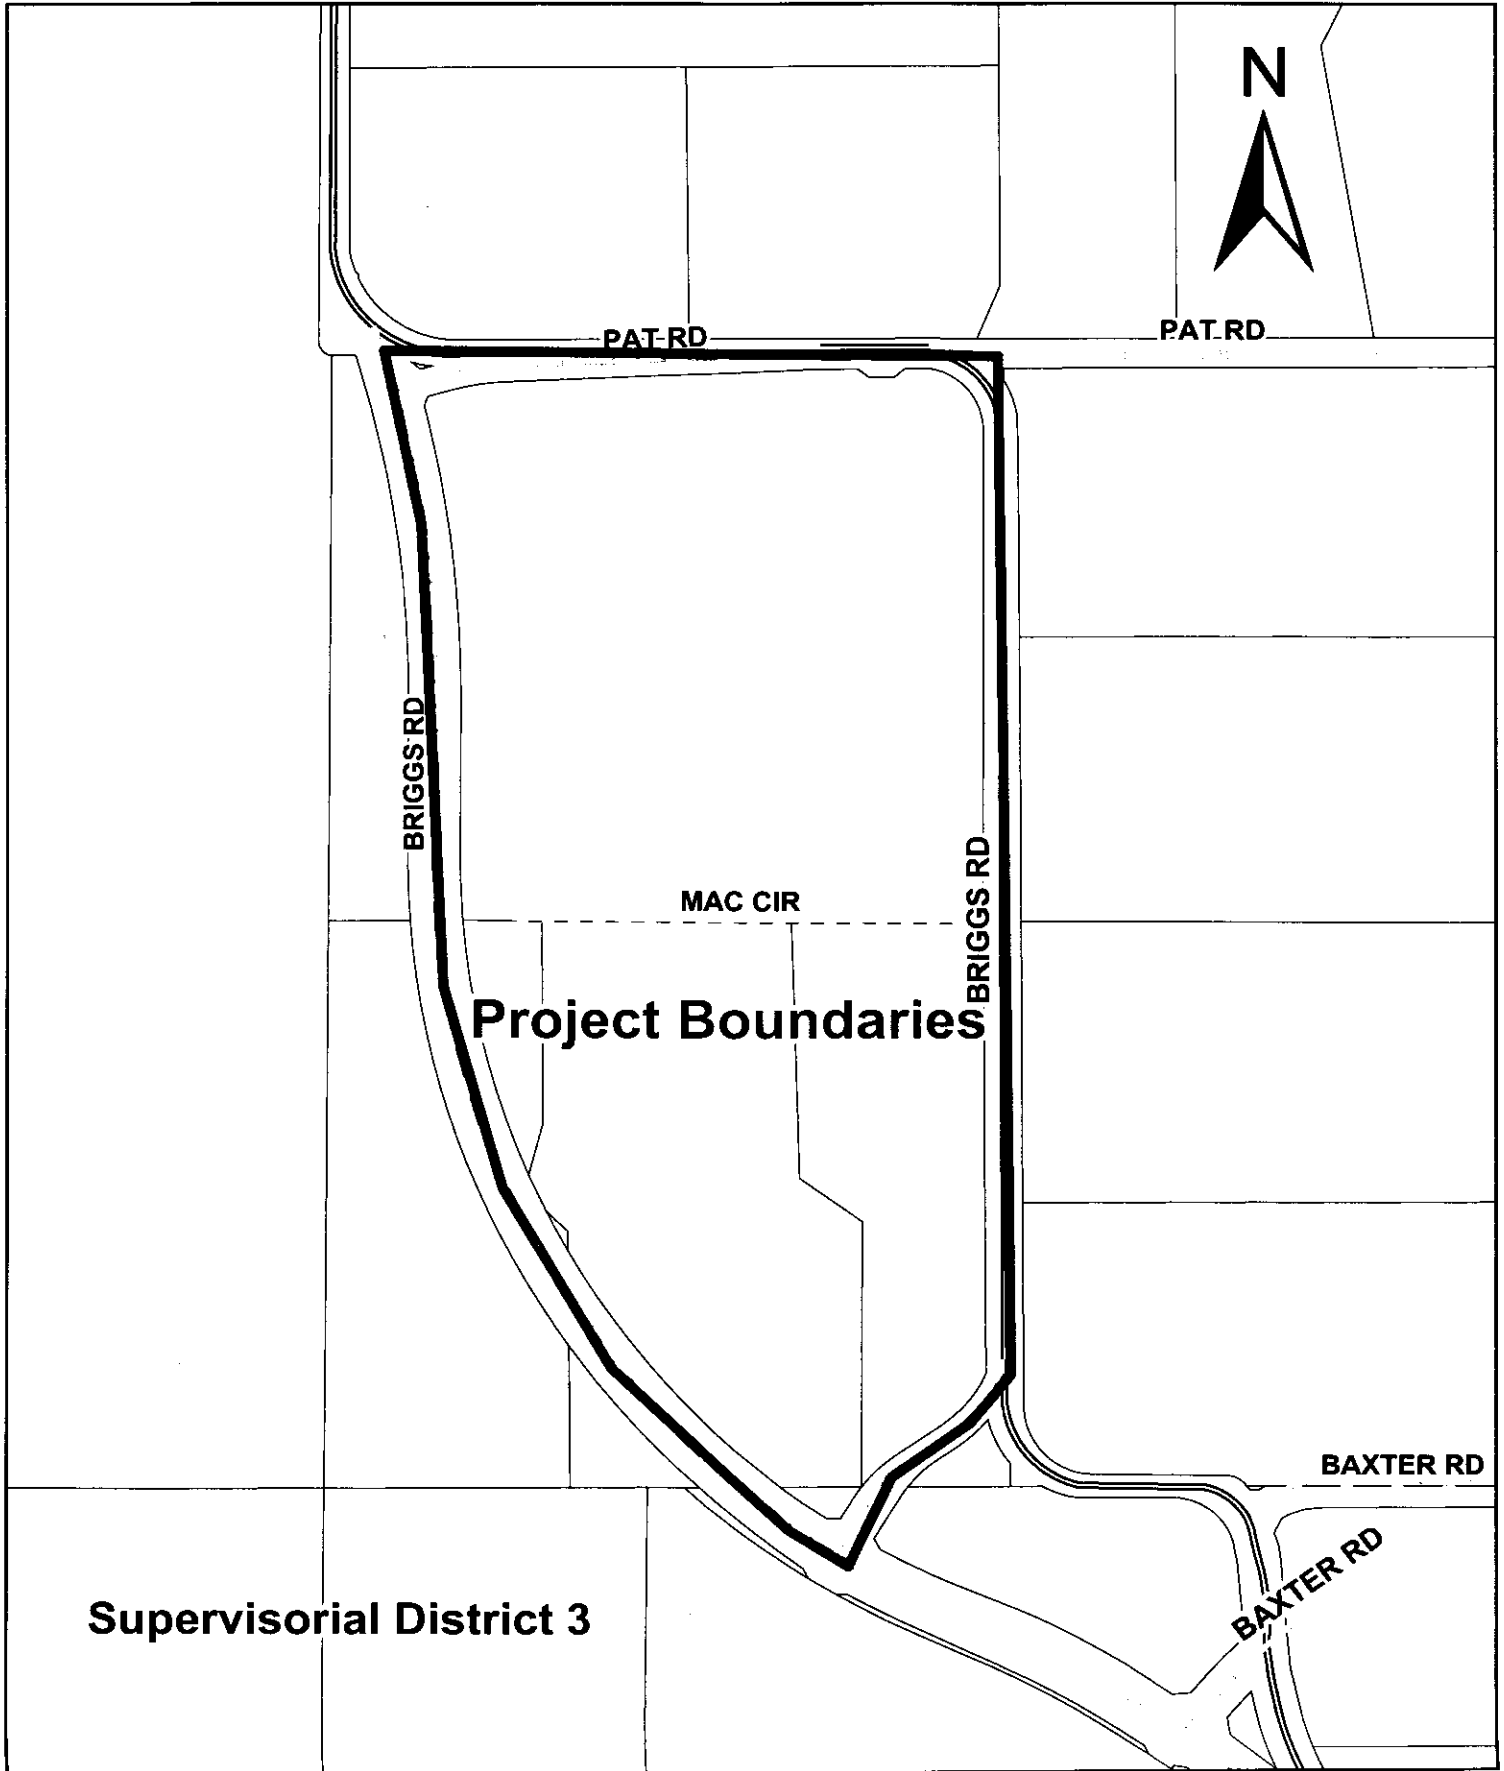 N
PAT RD
PAT RD
BRIGGS RD
BRIGGS RD
MAC CIR
Project Boundaries
BAXTER RD
BAXTER RD
Supervisorial District 3